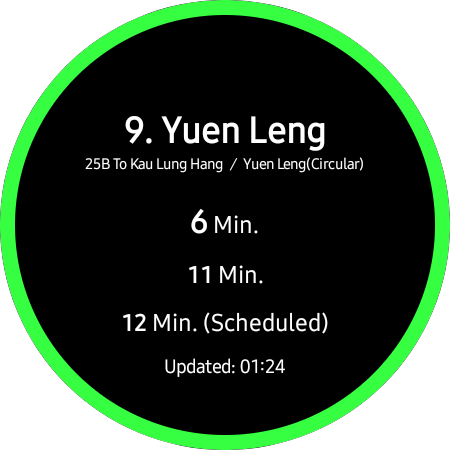 9. Yuen Leng
25B To Kau Lung Hang / Yuen Leng(Circular)
6 Min.
11 Min.
12 Min. (Scheduled)
Updated: 01:24